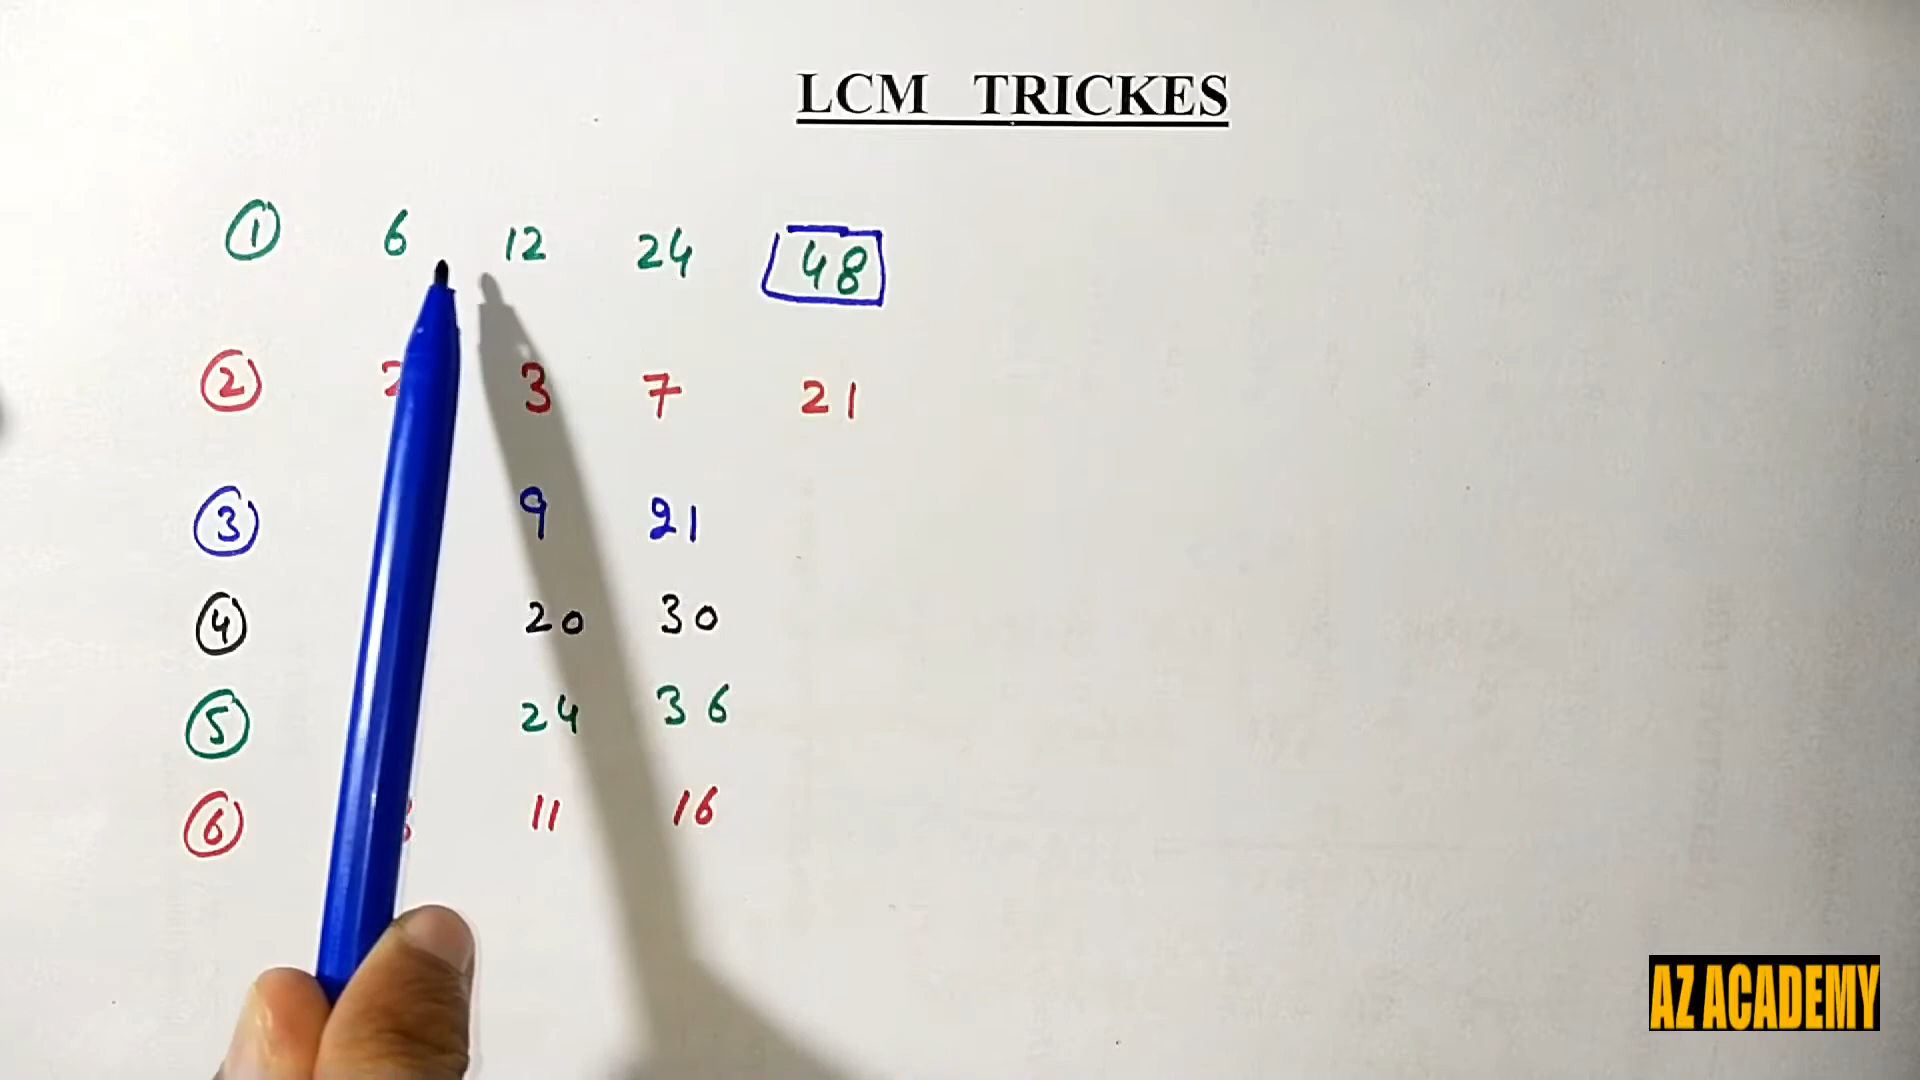 LCM TRICKES
① 6 12 24 48
② 2 3 7 21
③ 9 21
④ 20 30
⑤ 24 36
⑥ 11 16
AZ ACADEMY